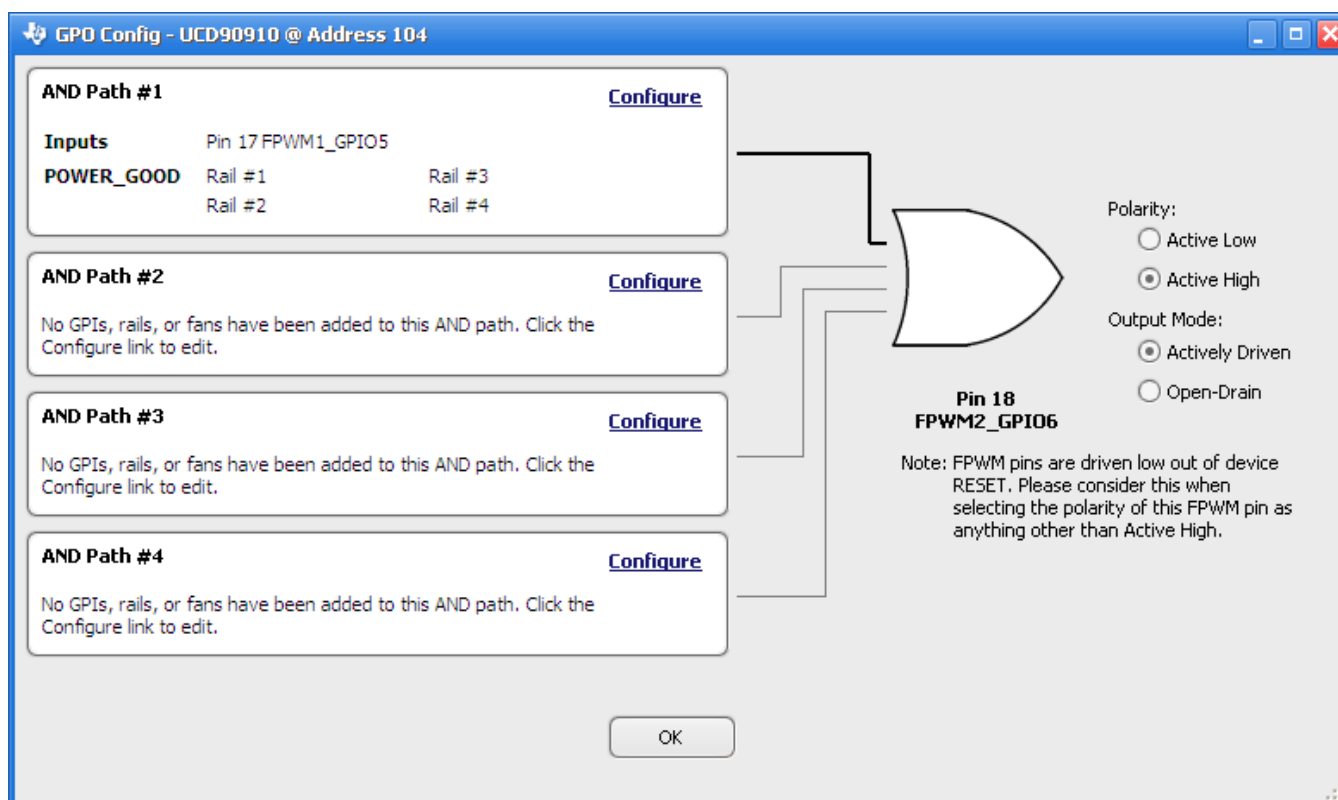 GPO Config - UCD90910 @ Address 104
AND Path #1
Configure
Inputs Pin 17 FPWM1_GPIO5
POWER_GOOD Rail #1 Rail #3
Rail #2 Rail #4
AND Path #2
Configure
No GPIs, rails, or fans have been added to this AND path. Click the
Configure link to edit.
AND Path #3
Configure
No GPIs, rails, or fans have been added to this AND path. Click the
Configure link to edit.
AND Path #4
Configure
No GPIs, rails, or fans have been added to this AND path. Click the
Configure link to edit.
Polarity:
Active Low
Active High
Output Mode:
Actively Driven
Open-Drain
Pin 18
FPWM2_GPIO6
Note: FPWM pins are driven low out of device
RESET. Please consider this when
selecting the polarity of this FPWM pin as
anything other than Active High.
OK